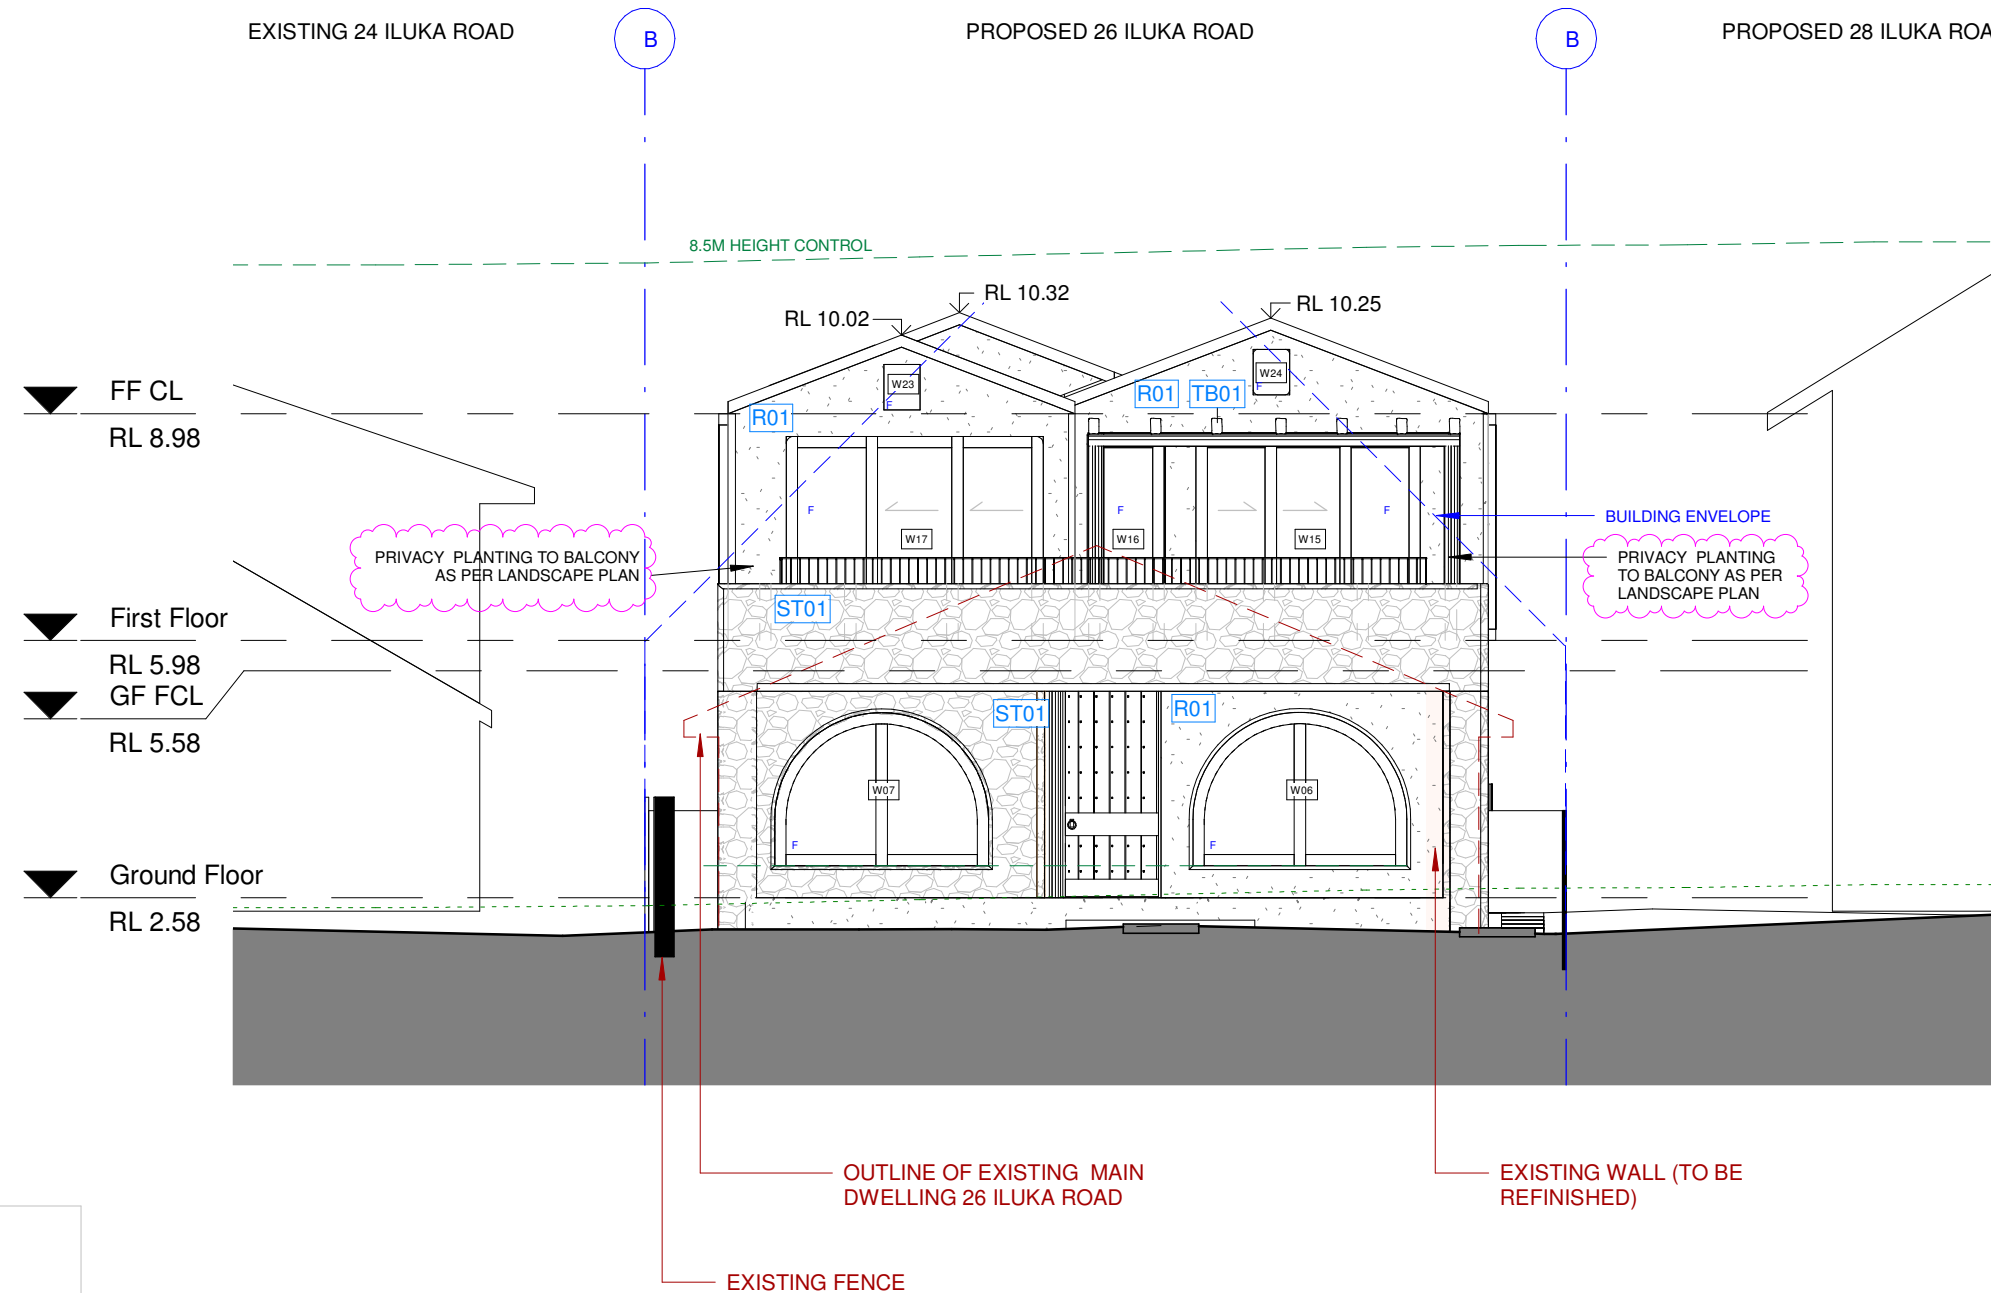 EXISTING 24 ILUKA ROAD
B
PROPOSED 26 ILUKA ROAD
B
PROPOSED 28 ILUKA ROA
8.5M HEIGHT CONTROL
RL 10.32
RL 10.02
RL 10.25
FF CL
RL 8.98
W23
F
W24
F
R01
R01
TB01
F
F
F
W17
W16
W15
BUILDING ENVELOPE
PRIVACY PLANTING TO BALCONY
AS PER LANDSCAPE PLAN
PRIVACY PLANTING
TO BALCONY AS PER
LANDSCAPE PLAN
First Floor
RL 5.98
ST01
GF FCL
RL 5.58
ST01
R01
W07
W06
F
F
Ground Floor
RL 2.58
OUTLINE OF EXISTING MAIN
DWELLING 26 ILUKA ROAD
EXISTING WALL (TO BE
REFINISHED)
EXISTING FENCE